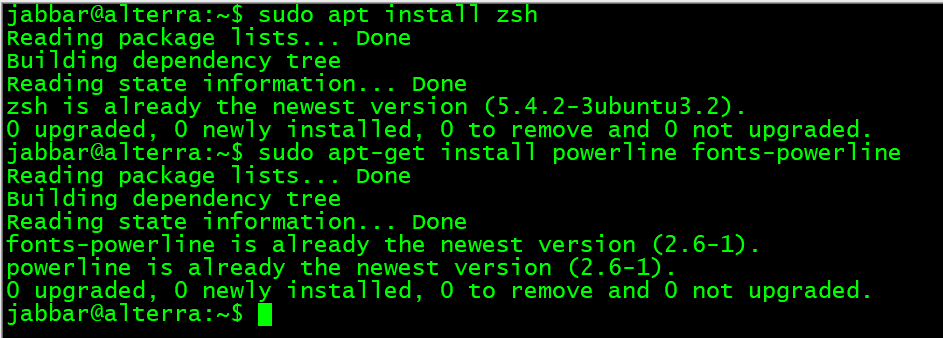 jabbar@alterra:~$ sudo apt install zsh
Reading package lists... Done
Building dependency tree
Reading state information... Done
zsh is already the newest version (5.4.2-3ubuntu3.2).
0 upgraded, 0 newly installed, 0 to remove and 0 not upgraded.
jabbar@alterra:~$ sudo apt-get install powerline fonts-powerline
Reading package lists... Done
Building dependency tree
Reading state information... Done
fonts-powerline is already the newest version (2.6-1).
powerline is already the newest version (2.6-1).
0 upgraded, 0 newly installed, 0 to remove and 0 not upgraded.
jabbar@alterra:~$